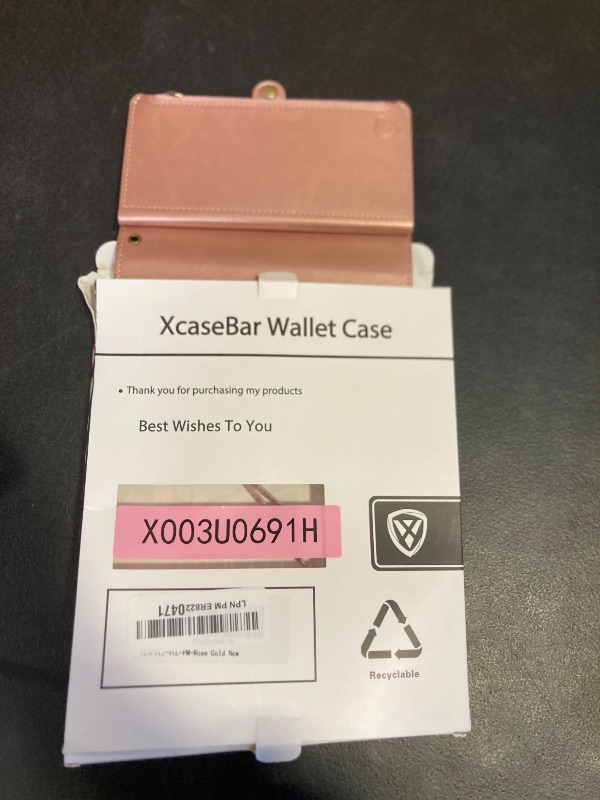 XcaseBar Wallet Case
• Thank you for purchasing my products
Best Wishes To You
X003U0691H
LPN PM ER8220471
-PM-Rose Gold New
Recyclable